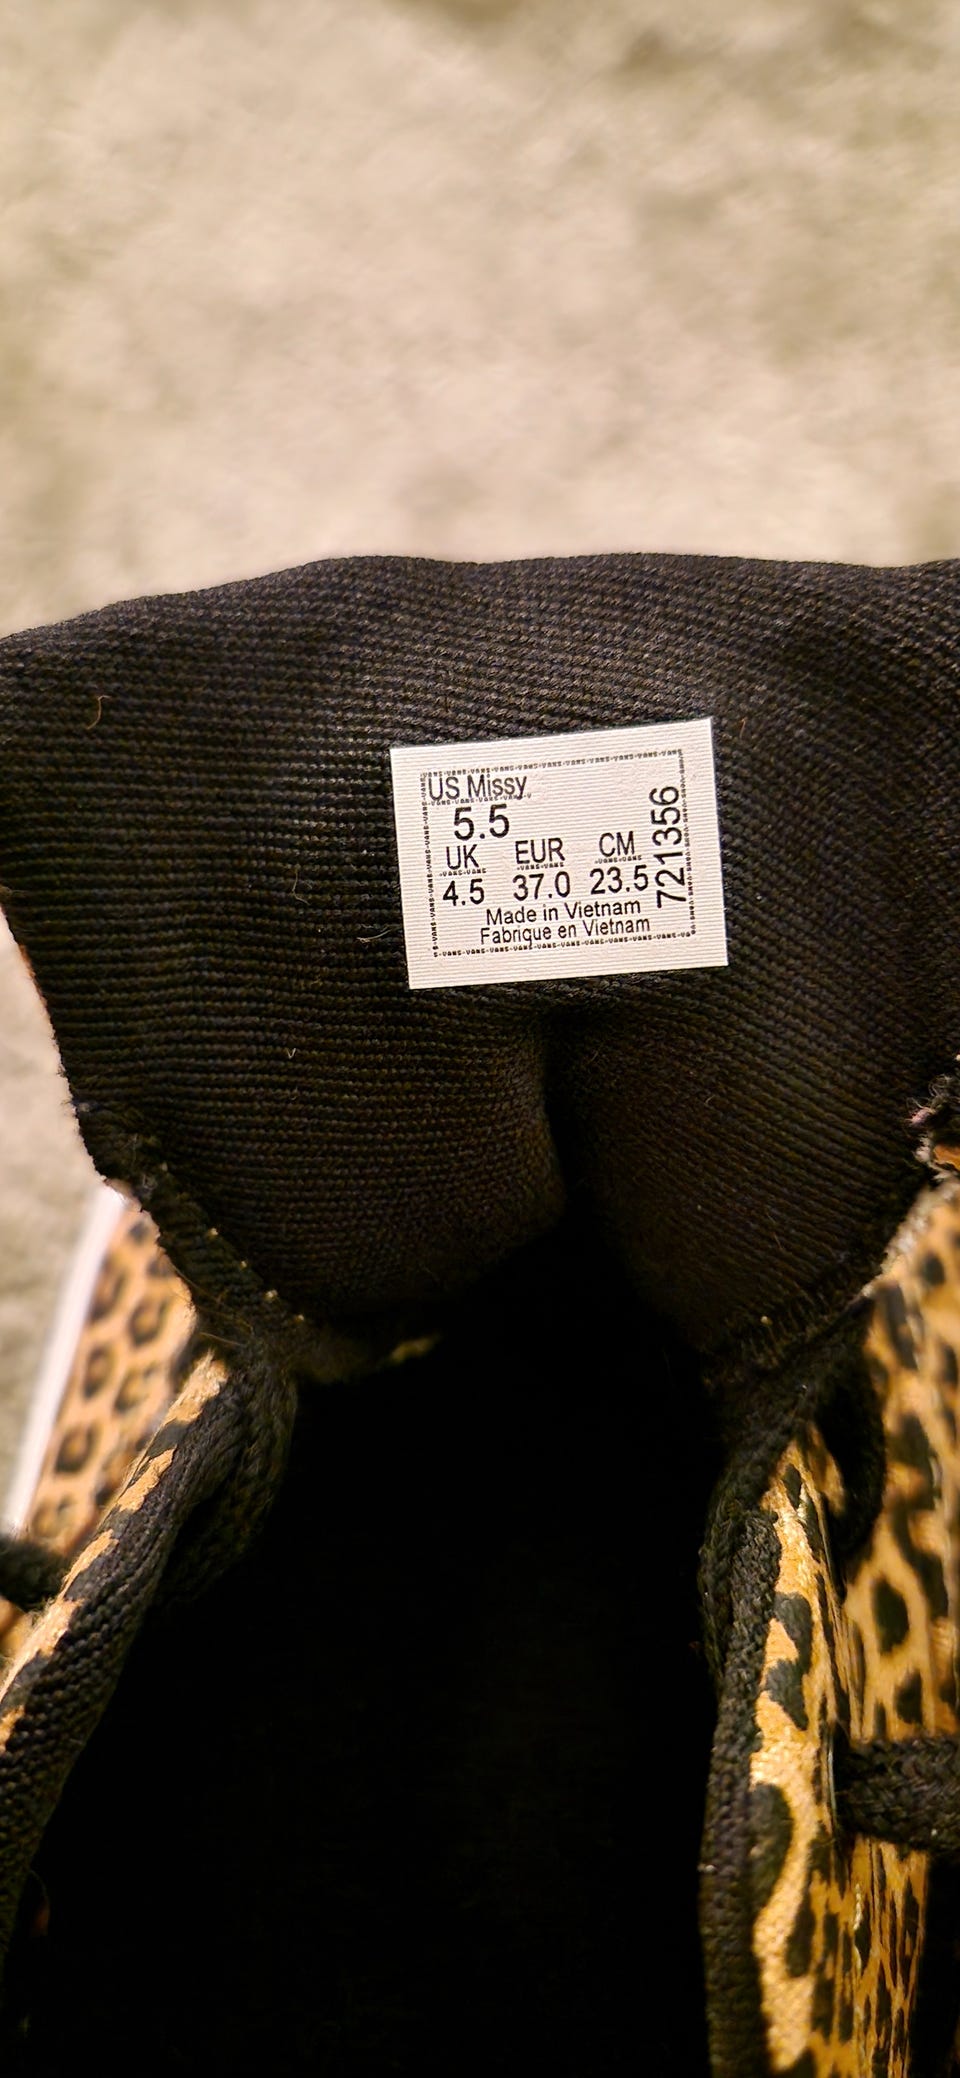 US Missy
5.5
UK EUR CM
4.5 37.0 23.5
Made in Vietnam
Fabrique en Vietnam
721356